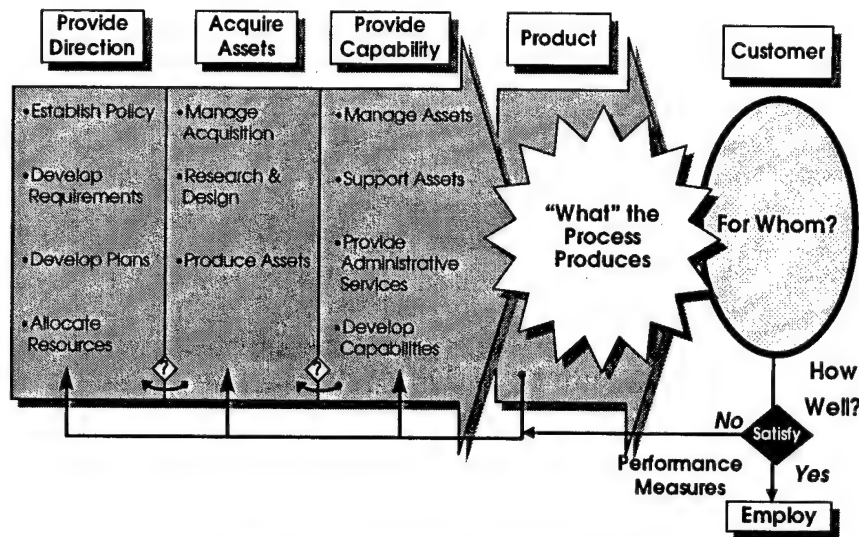 Provide
Direction
Acquire
Assets
Provide
Capability
Product
Customer
•Establish Policy
•Develop
Requirements
•Develop Plans
•Allocate
Resources
•Manage
Acquisition
•Research &
Design
•Produce Assets
•Manage Assets
•Support Assets
•Provide
Administrative
Services
•Develop
Capabilities
"What" the
Process
Produces
For Whom?
?
?
How
Well?
No
Satisfy
Performance
Measures
Yes
Employ